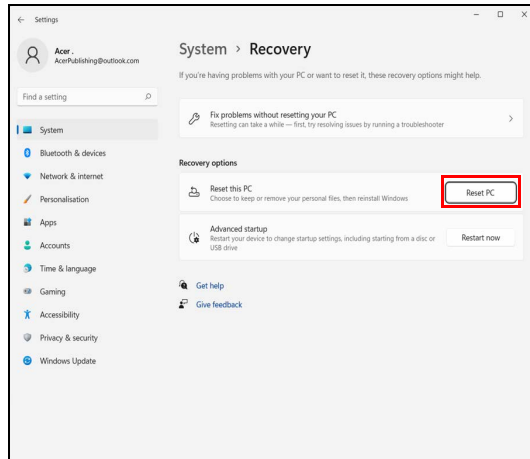 Settings
Acer .
AcerPublishing@outlook.com
Find a setting
System
Bluetooth & devices
Network & internet
Personalisation
Apps
Accounts
Time & language
Gaming
Accessibility
Privacy & security
Windows Update
System > Recovery
If you're having problems with your PC or want to reset it, these recovery options might help.
Fix problems without resetting your PC
Resetting can take a while — first, try resolving issues by running a troubleshooter
Recovery options
Reset this PC
Choose to keep or remove your personal files, then reinstall Windows
Reset PC
Advanced startup
Restart your device to change startup settings, including starting from a disc or
USB drive
Restart now
Get help
Give feedback